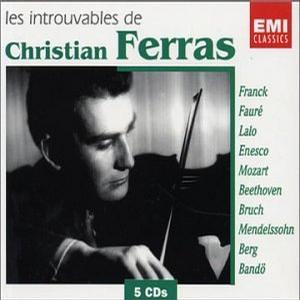 les introuvables de
Christian Ferras
EMI
CLASSICS
Franck
Fauré
Lalo
Enesco
Mozart
Beethoven
Bruch
Mendelssohn
Berg
Bandö
5 CDs